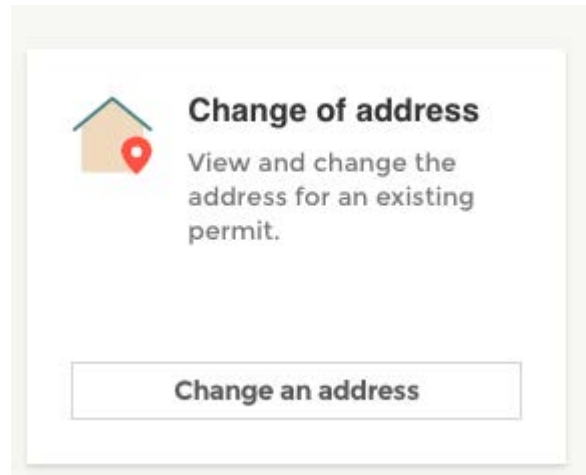 Change of address
View and change the
address for an existing
permit.
Change an address